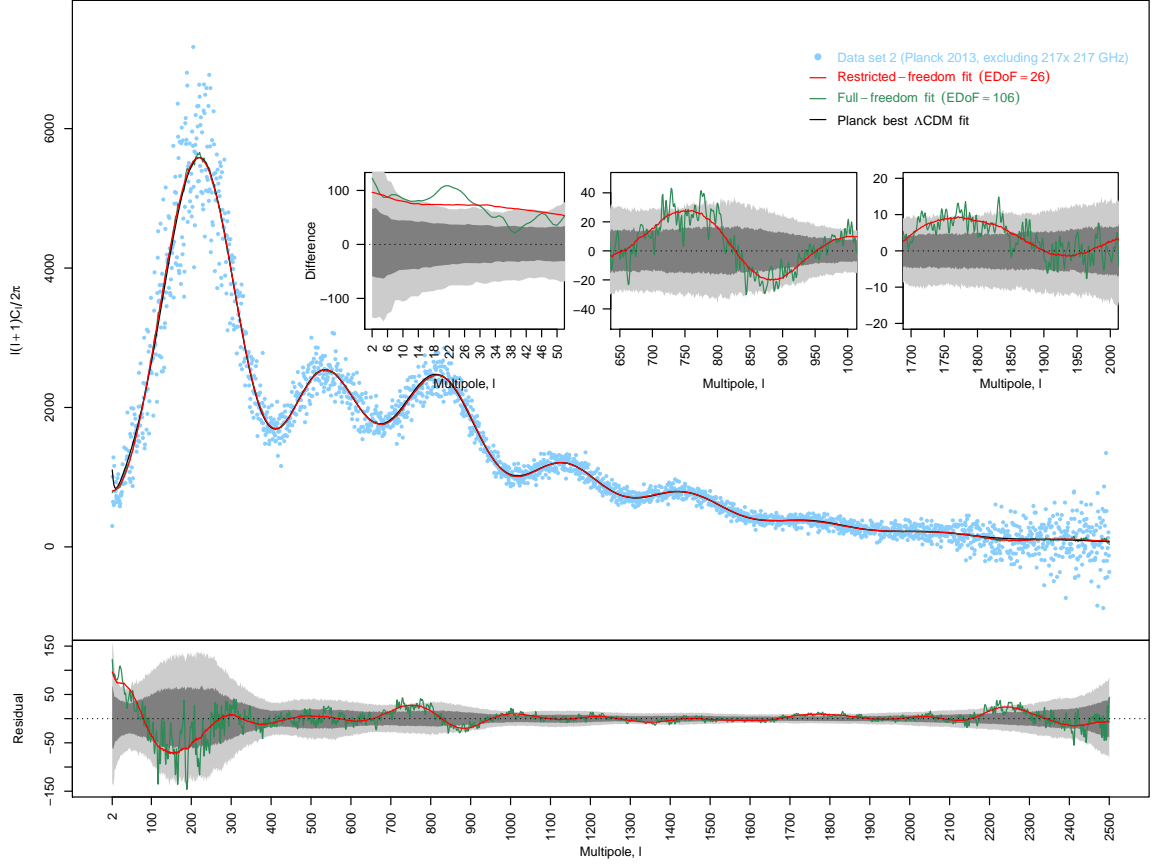 Data set 2 (Planck 2013, excluding 217x 217 GHz)
Restricted−freedom fit (EDoF = 26)
Full−freedom fit (EDoF = 106)
Planck best ΛCDM fit
l(l+1)Cl/2π
6000
4000
2000
0
Difference
100
0
−100
2 6 10 14 18 22 26 30 34 38 42 46 50
Multipole, l
40
20
0
−20
−40
650 700 750 800 850 900 950 1000
Multipole, l
20
10
0
−10
−20
1700 1750 1800 1850 1900 1950 2000
Multipole, l
Residual
150
50
−50
−150
2 100 200 300 400 500 600 700 800 900 1000 1100 1200 1300 1400 1500 1600 1700 1800 1900 2000 2100 2200 2300 2400 2500
Multipole, l